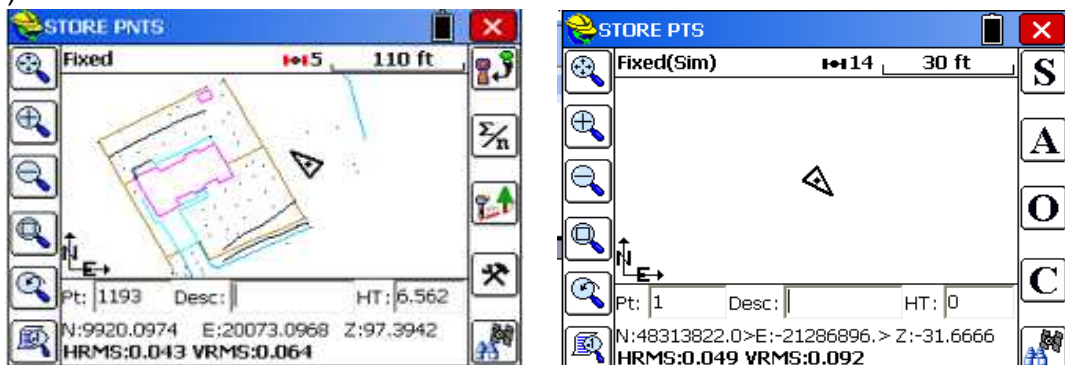 )
STORE PNTS
Fixed 5 110 ft
Σ/n
N
E
Pt: 1193 Desc: HT: 6.562
N:9920.0974 E:20073.0968 Z:97.3942
HRMS:0.043 VRMS:0.064
STORE PTS
Fixed(Sim) 14 30 ft
S
A
O
C
N
E
Pt: 1 Desc: HT: 0
N:48313822.0>E:-21286896.> Z:-31.6666
HRMS:0.049 VRMS:0.092